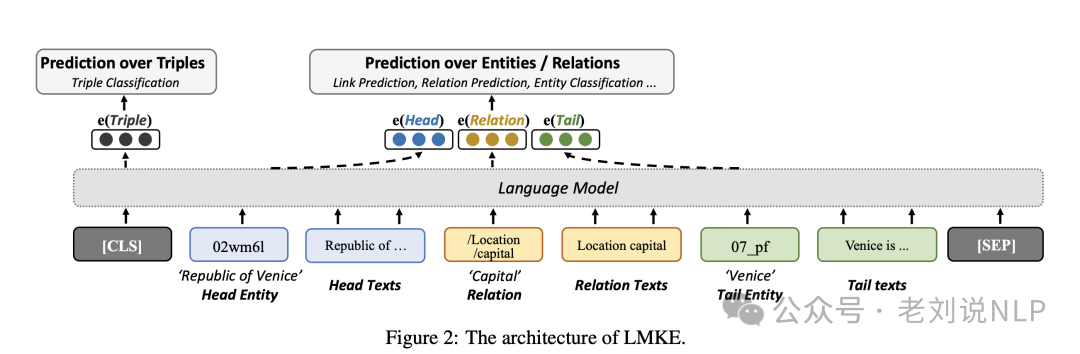 Prediction over Triples
Triple Classification
Prediction over Entities / Relations
Link Prediction, Relation Prediction, Entity Classification ...
e(Triple)
e(Head)
e(Relation)
e(Tail)
Language Model
[CLS]
02wm6l
Republic of …
/Location
/capital
Location capital
07_pf
Venice is ...
[SEP]
‘Republic of Venice’
Head Entity
Head Texts
‘Capital’
Relation
Relation Texts
‘Venice’
Tail Entity
Tail texts
公众号 · 老刘说NLP
Figure 2: The architecture of LMKE.